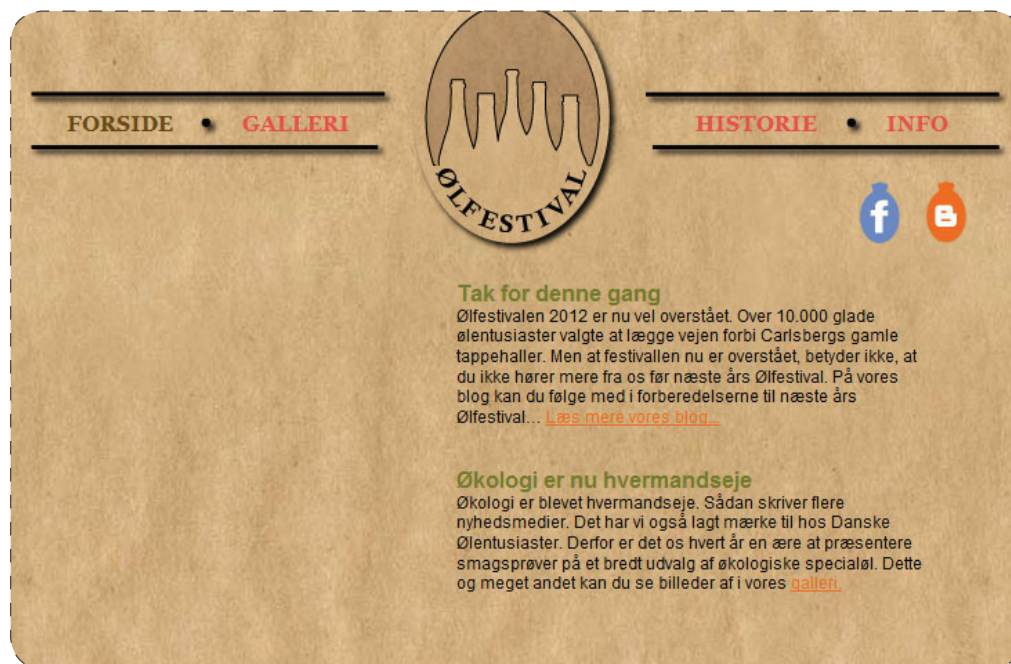 FORSIDE • GALLERI
ØLFESTIVAL
HISTORIE • INFO
f
B
Tak for denne gang
Ølfestivalen 2012 er nu vel overstået. Over 10.000 glade
ølentusiaster valgte at lægge vejen forbi Carlsbergs gamle
tappehaller. Men at festivallen nu er overstået, betyder ikke, at
du ikke hører mere fra os før næste års Ølfestival. På vores
blog kan du følge med i forberedelserne til næste års
Ølfestival... Læs mere vores blog...
Økologi er nu hvermandseje
Økologi er blevet hvermandseje. Sådan skriver flere
nyhedsmedier. Det har vi også lagt mærke til hos Danske
Ølentusiaster. Derfor er det os hvert år en ære at præsentere
smagsprøver på et bredt udvalg af økologiske specialøl. Dette
og meget andet kan du se billeder af i vores galleri.